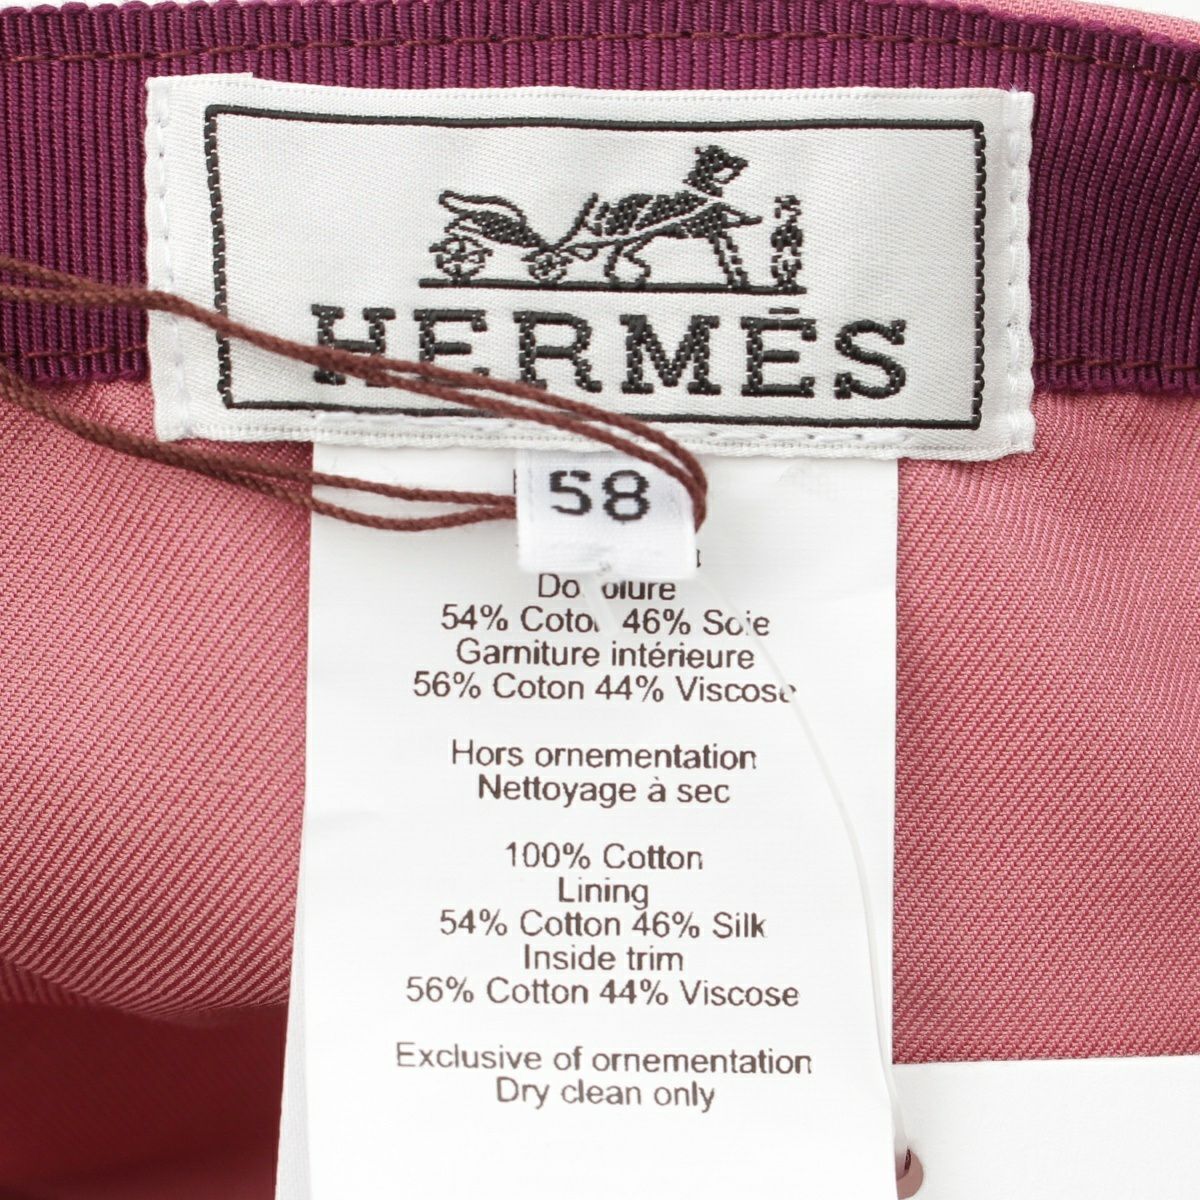 HERMÈS
58
54% Coton 46% Soie
Garniture intérieure
56% Coton 44% Viscose
Hors ornementation
Nettoyage à sec
100% Cotton
Lining
54% Cotton 46% Silk
Inside trim
56% Cotton 44% Viscose
Exclusive of ornementation
Dry clean only